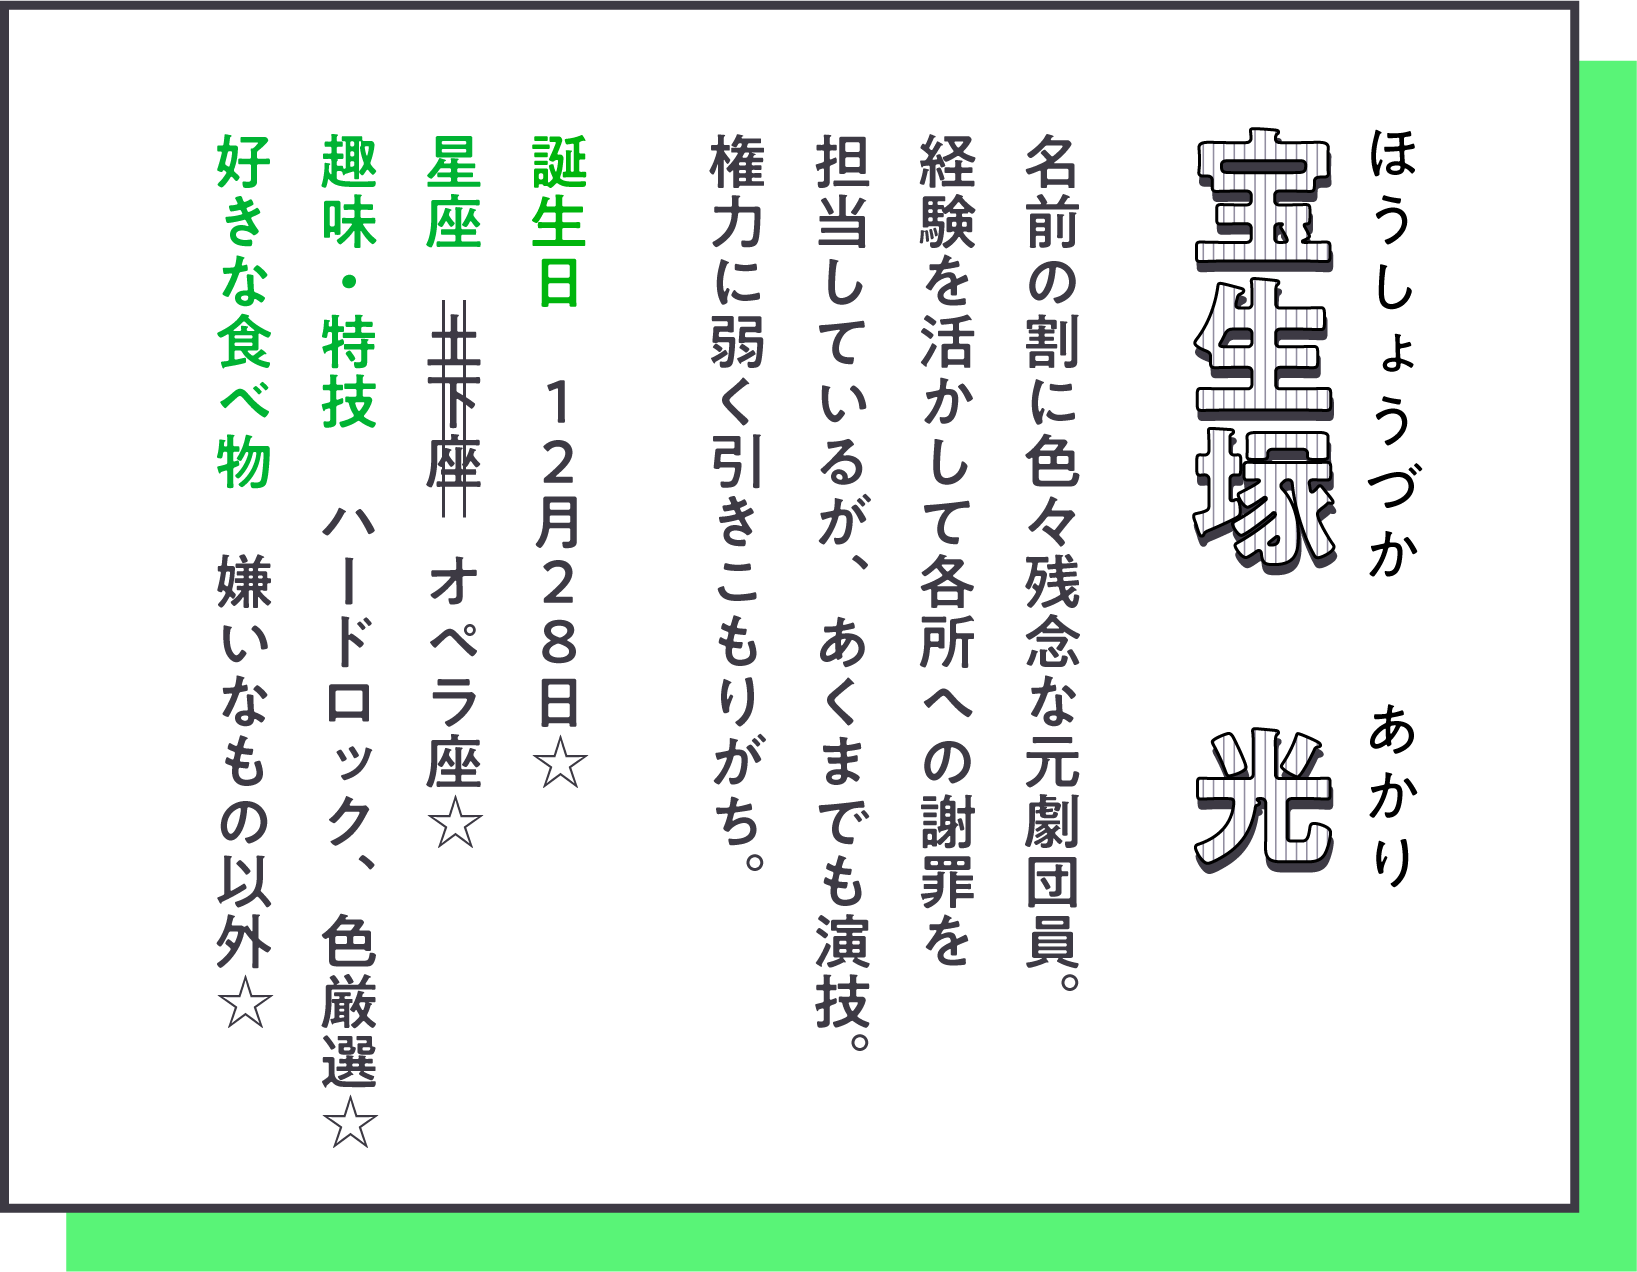 ほうしょうづか　あかり
宝生塚　光
名前の割に色々残念な元劇団員。
経験を活かして各所への謝罪を
担当しているが、あくまでも演技。
権力に弱く引きこもりがち。
誕生日　１２月２８日☆
星座　土下座　オペラ座☆
趣味・特技　ハードロック、色厳選☆
好きな食べ物　嫌いなもの以外☆